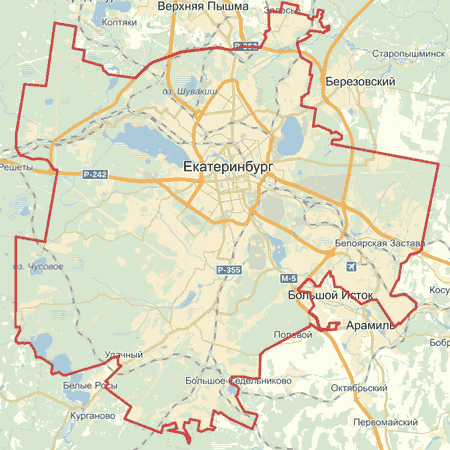 Верхняя Пышма
Залесье
Коптяки
Р-352
Старопышминск
Березовский
оз. Шувакиш
Екатеринбург
Решеты
Р-242
Белоярская Застава
оз. Чусовое
Р-355
М-5
Большой Исток
Косу
Арамиль
Полевой
Бобр
Удачный
Белые Росы
Большое Седельниково
Октябрьский
Курганово
Первомайский